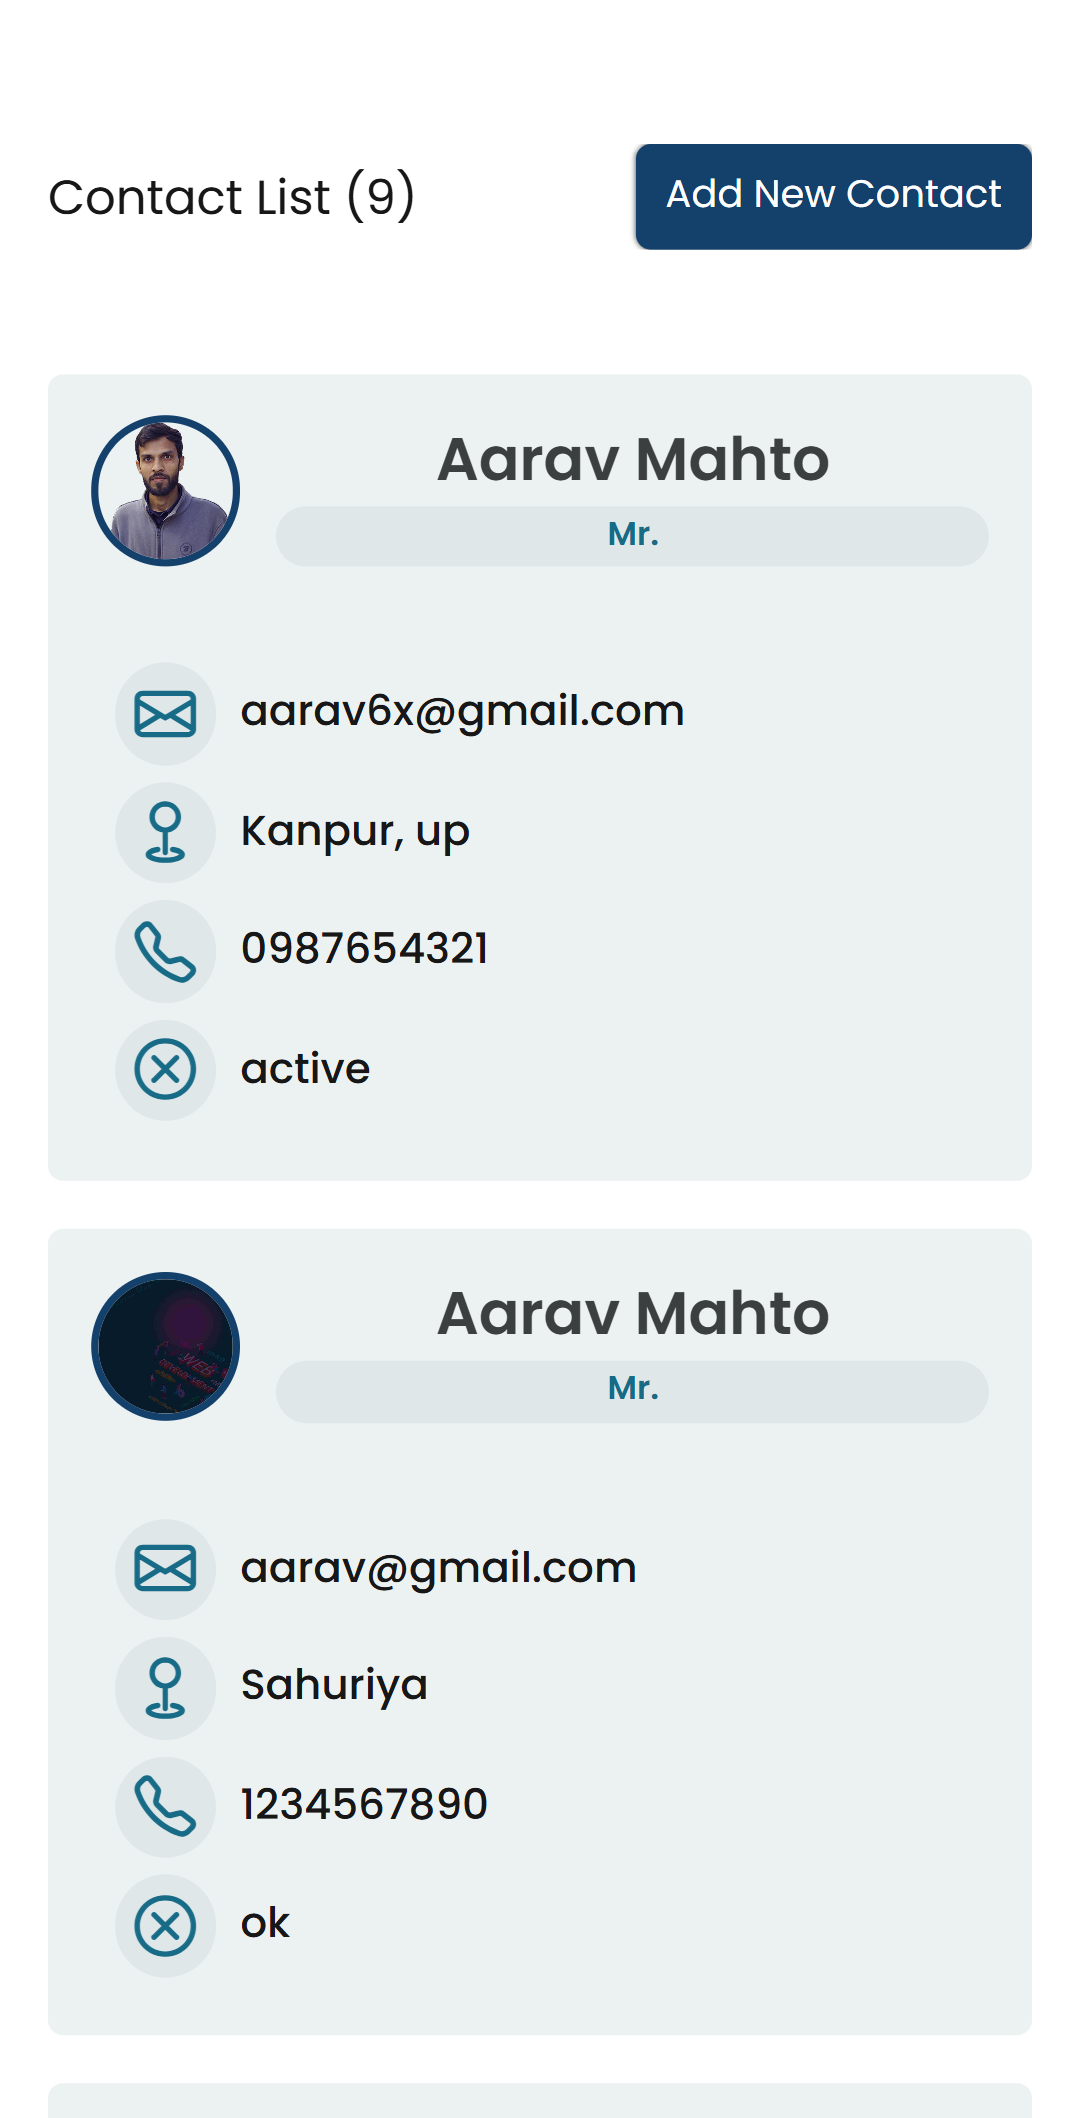 Contact List (9)
Add New Contact
Aarav Mahto
Mr.
aarav6x@gmail.com
Kanpur, up
0987654321
active
Aarav Mahto
Mr.
WEB
aarav@gmail.com
Sahuriya
1234567890
ok